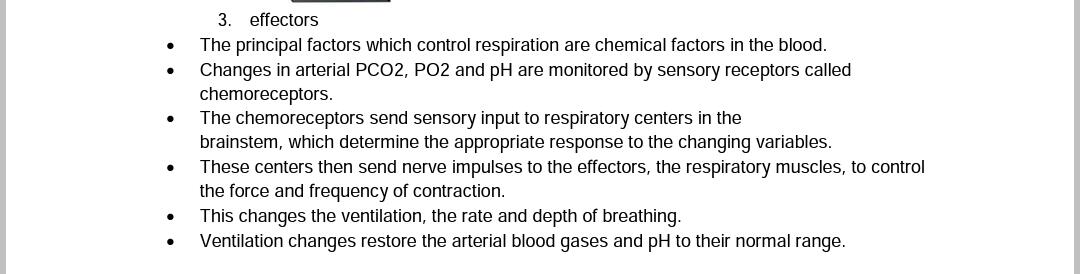 3. effectors
• The principal factors which control respiration are chemical factors in the blood.
• Changes in arterial PCO2, PO2 and pH are monitored by sensory receptors called
chemoreceptors.
• The chemoreceptors send sensory input to respiratory centers in the
brainstem, which determine the appropriate response to the changing variables.
• These centers then send nerve impulses to the effectors, the respiratory muscles, to control
the force and frequency of contraction.
• This changes the ventilation, the rate and depth of breathing.
• Ventilation changes restore the arterial blood gases and pH to their normal range.